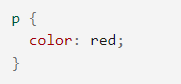 p {
  color: red;
}